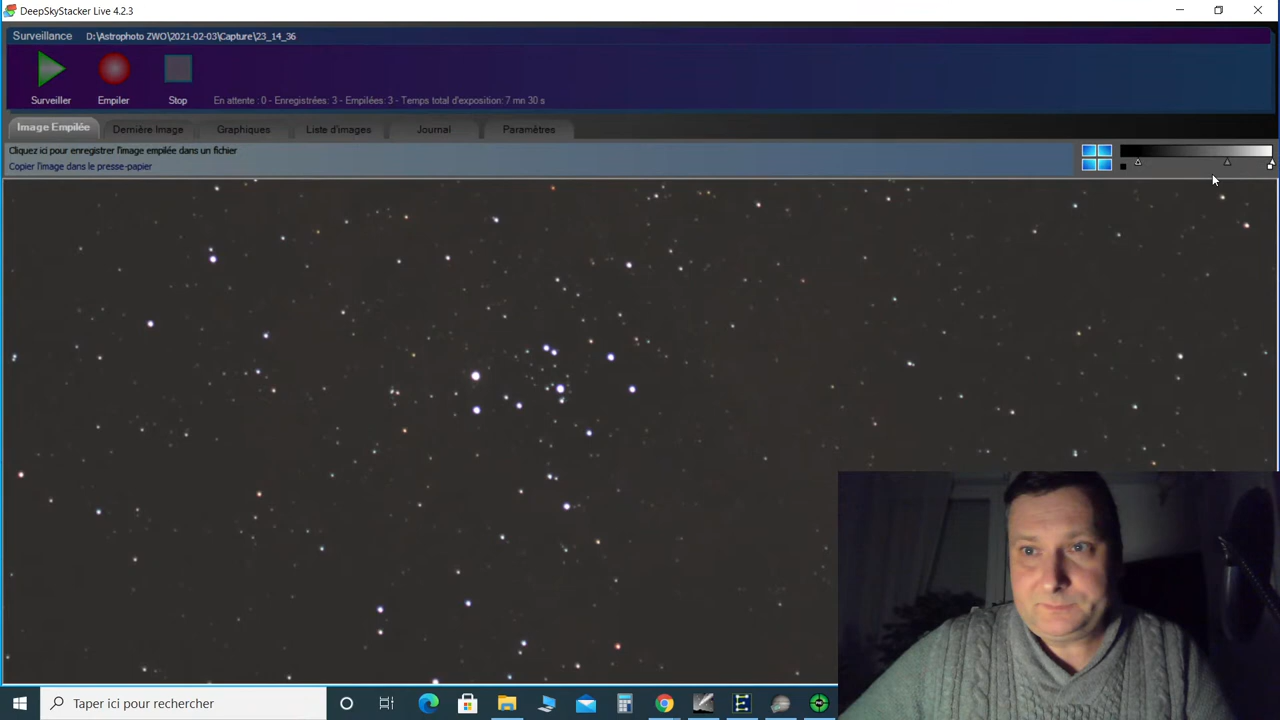 DeepSkyStacker Live 4.2.3
Surveillance D:\Astrophoto ZWO\2021-02-03\Capture\23_14_36
Surveiller Empiler Stop En attente : 0 - Enregistrées: 3 - Empilées: 3 - Temps total d'exposition: 7 mn 30 s
Image Empilée Dernière Image Graphiques Liste d'images Journal Paramètres
Cliquez ici pour enregistrer l'image empilée dans un fichier
Copier l'image dans le presse-papier
Taper ici pour rechercher